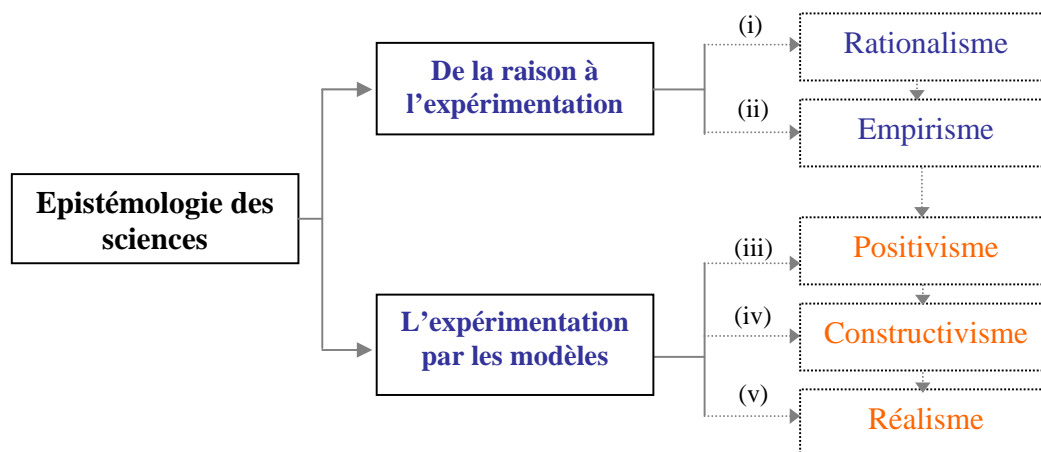 Epistémologie des
sciences
De la raison à
l’expérimentation
(i)
Rationalisme
(ii)
Empirisme
L’expérimentation
par les modèles
(iii)
Positivisme
(iv)
Constructivisme
(v)
Réalisme